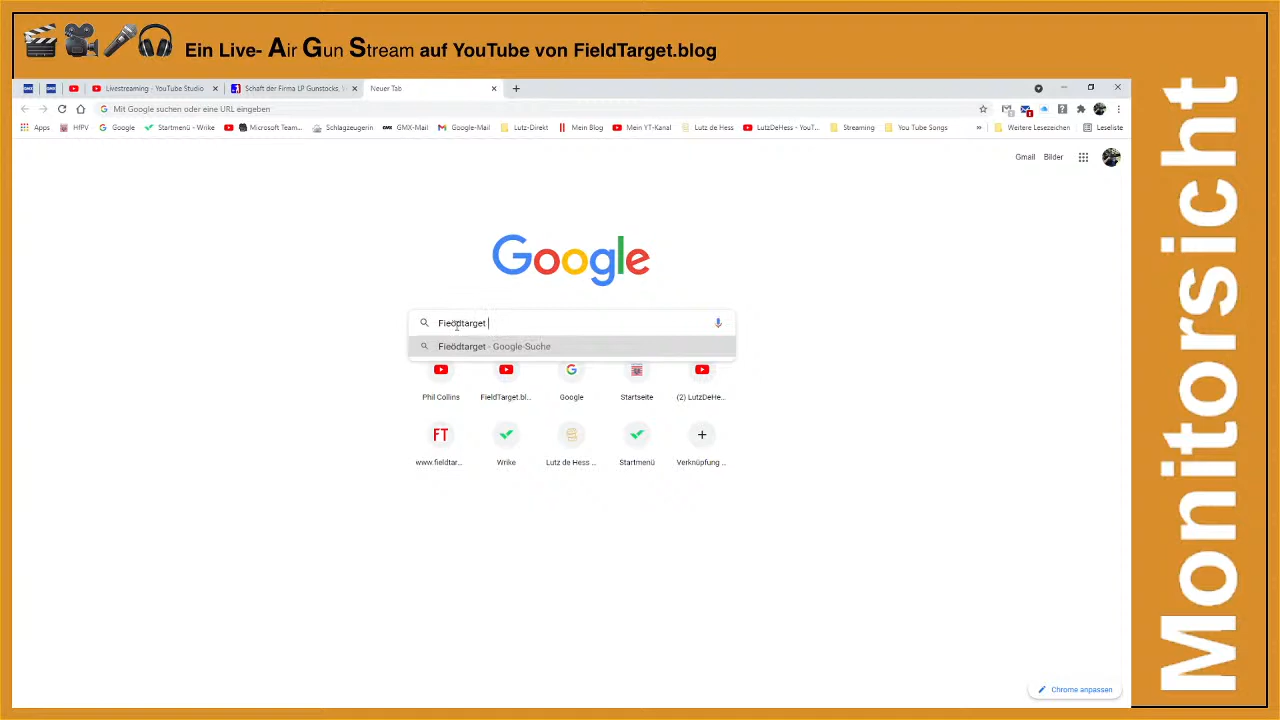 Ein Live- Air Gun Stream auf YouTube von FieldTarget.blog
Livestreaming - YouTube Studio
Schaft der Firma LP Gunstocks,
Neuer Tab
Mit Google suchen oder eine URL eingeben
Apps HfPV Google Startmenü - Wrike Microsoft Team... Schlagzeugerin GMX-Mail Google-Mail Lutz-Direkt Mein Blog Mein YT-Kanal Lutz de Hess LutzDeHess - YouT... Streaming You Tube Songs » Weitere Lesezeichen Leseliste
Gmail Bilder
Google
Fieödtarget
Fieödtarget - Google-Suche
Phil Collins FieldTarget.bl... Google Startseite (2) LutzDeHe...
FT
www.fieldtar... Wrike Lutz de Hess ... Startmenü Verknüpfung ...
Chrome anpassen
Monitorsicht